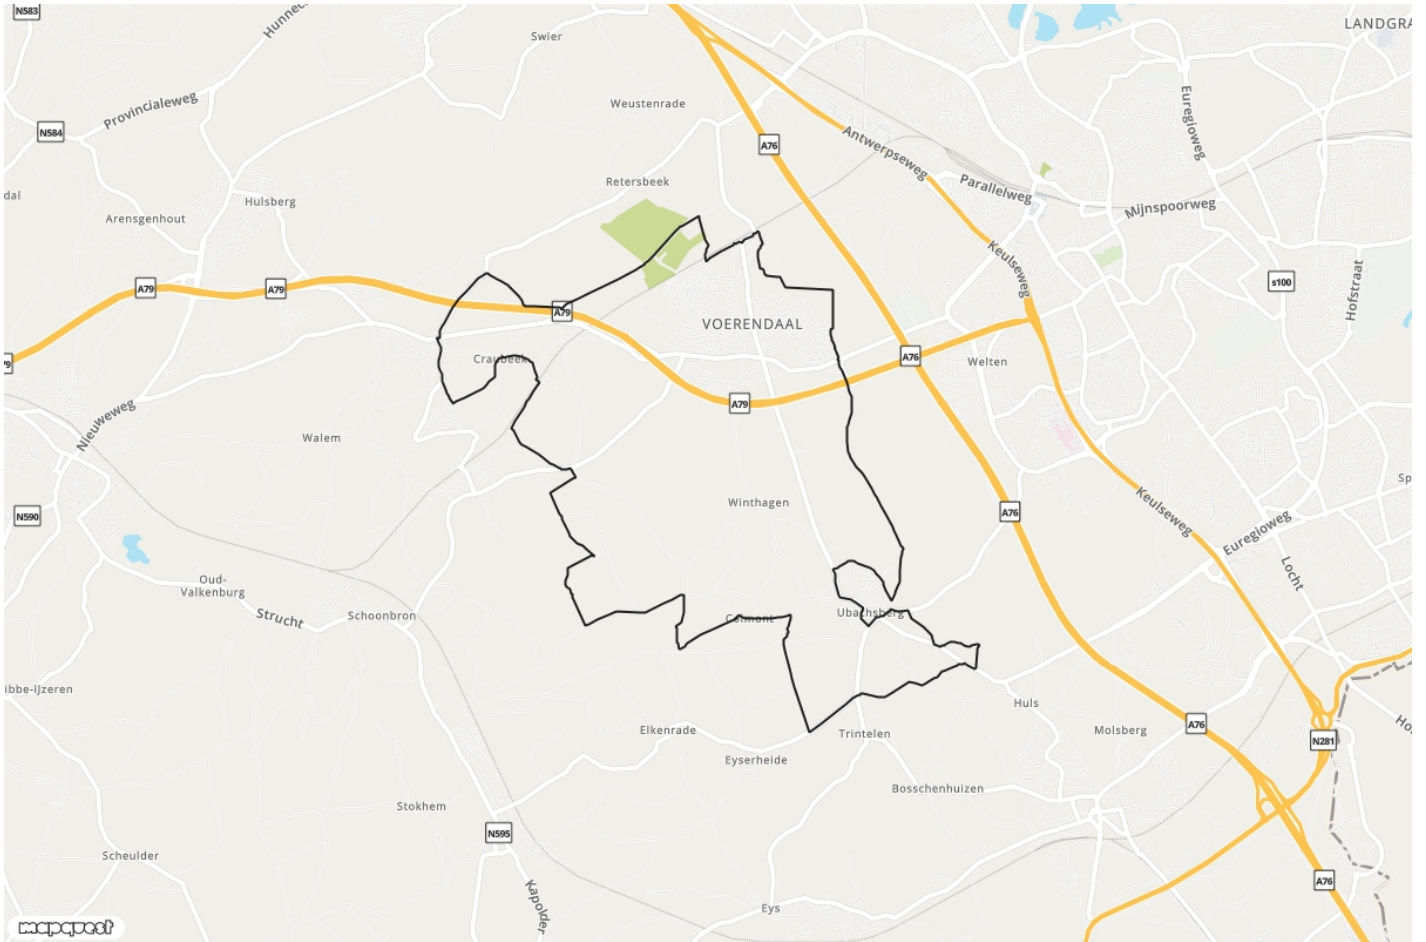 N583
Hunnec
Swier
LANDGRA
Provincialeweg
Weustenrade
Euregioweg
N584
Antwerpseweg
A76
Retersbeek
Parallelweg
dal
Hulsberg
Mijnspoorweg
Arensgenhout
Keulseweg
A79
A79
s100
Hofstraat
A79
VOERENDAAL
79
Craubeek
A76
Welten
A79
Nieuweweg
Walem
Sp
Keulseweg
Winthagen
A76
N590
Euregioweg
Locht
Oud-
Valkenburg
Strucht
Schoonbron
Colmont
Ubachsberg
ibbe-IJzeren
Huls
Elkenrade
Trintelen
Molsberg
A76
N281
Ho
Eyserheide
Bosschenhuizen
Stokhem
N595
Scheulder
A76
Kapolder
Eys
mapquest